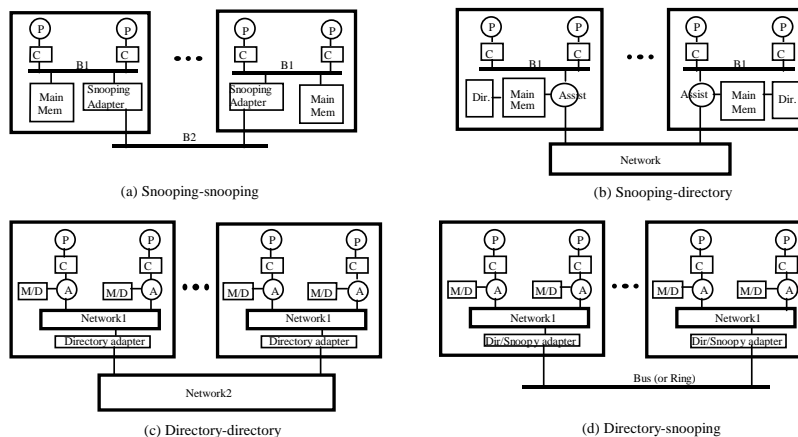 P P P P
C C C C
B1 B1
Main Mem
Snooping Adapter
Snooping Adapter
Main Mem
B2
(a) Snooping-snooping
P P P P
C C C C
B1 B1
Dir.
Main Mem
Assist
Assist
Main Mem
Dir.
Network
(b) Snooping-directory
P P P P
C C C C
M/D A M/D A M/D A M/D A
Network1 Network1
Directory adapter Directory adapter
Network2
(c) Directory-directory
P P P P
C C C C
M/D A M/D A M/D A M/D A
Network1 Network1
Dir/Snoopy adapter Dir/Snoopy adapter
Bus (or Ring)
(d) Directory-snooping